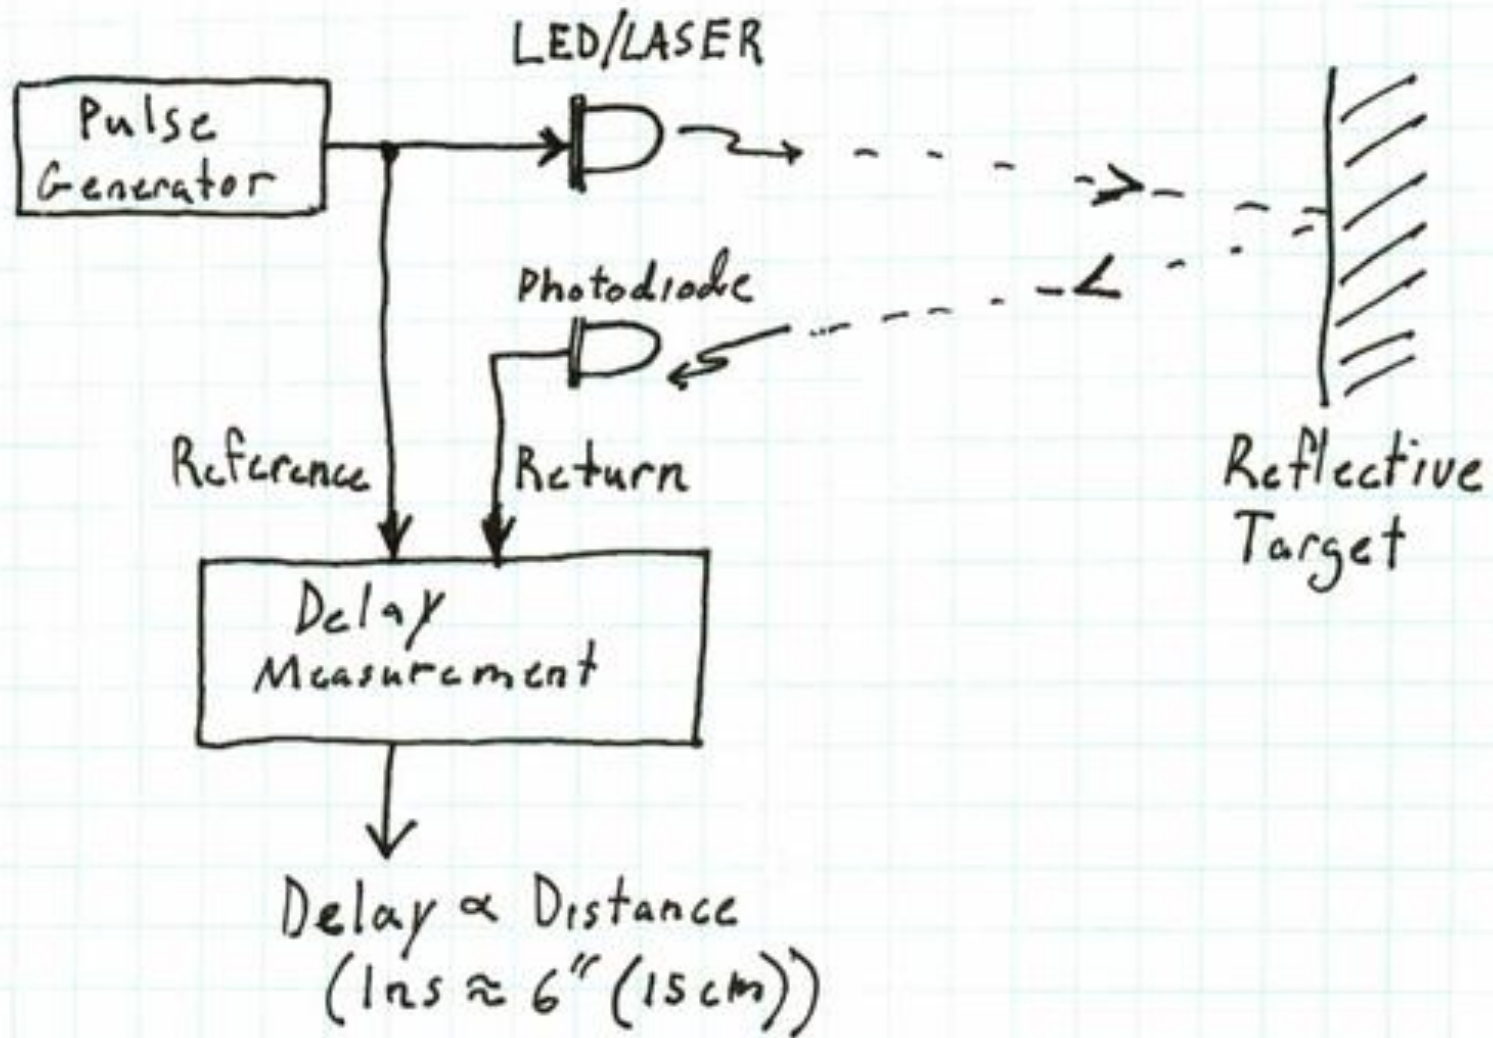 LED/LASER
Pulse
Generator
Photodiode
Reference
Return
Reflective
Target
Delay
Measurement
Delay ∝ Distance
(1ns ≈ 6" (15cm))